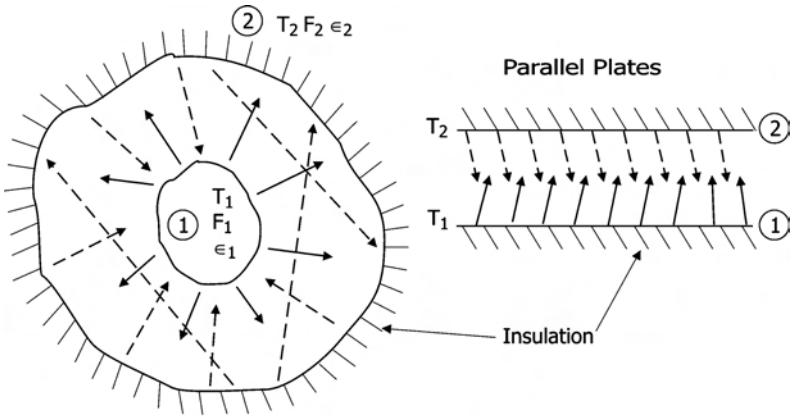 ② T₂ F₂ ∈₂
T₁
① F₁
∈₁
Parallel Plates
T₂ ②
T₁ ①
Insulation